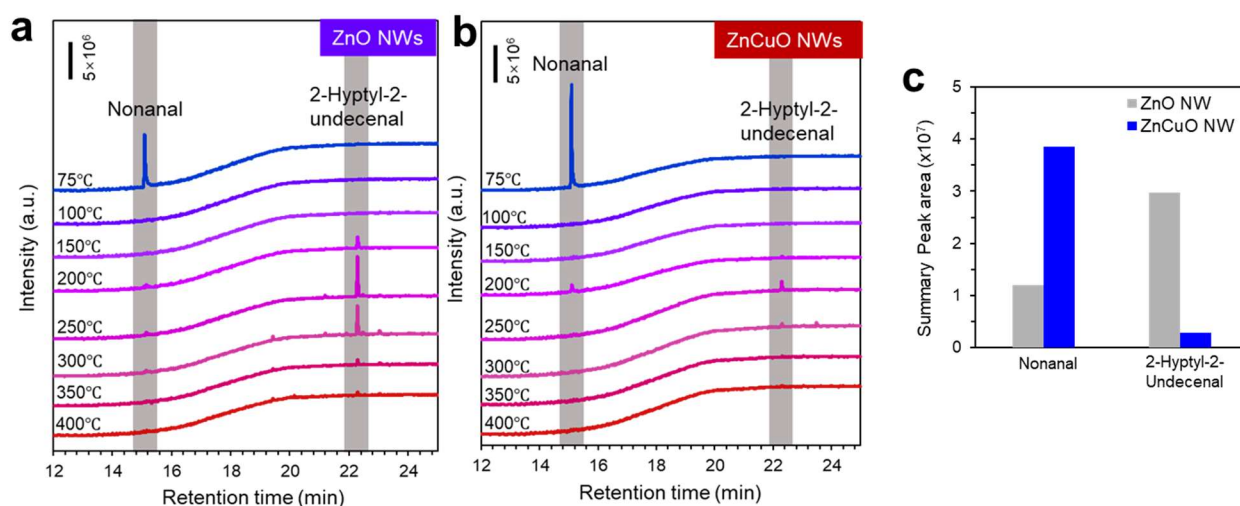 a
5×10⁶
ZnO NWs
Nonanal
2-Hyptyl-2-
undecenal
75°C
100°C
150°C
200°C
250°C
300°C
350°C
400°C
Intensity (a.u.)
12 14 16 18 20 22 24
Retention time (min)
b
5×10⁶
ZnCuO NWs
Nonanal
2-Hyptyl-2-
undecenal
75°C
100°C
150°C
200°C
250°C
300°C
350°C
400°C
Intensity (a.u.)
12 14 16 18 20 22 24
Retention time (min)
c
Summary Peak area (x10⁷)
5
4
3
2
1
0
ZnO NW
ZnCuO NW
Nonanal
2-Hyptyl-2-
Undecenal